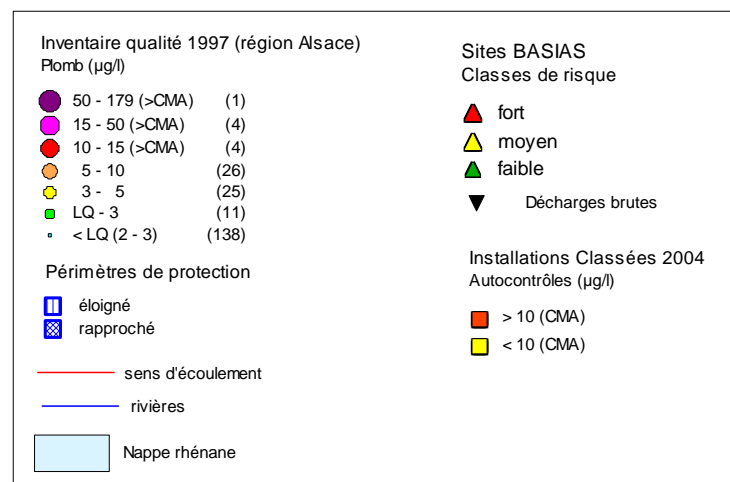 Inventaire qualité 1997 (région Alsace)
Plomb (µg/l)
50 - 179 (>CMA) (1)
15 - 50 (>CMA) (4)
10 - 15 (>CMA) (4)
5 - 10 (26)
3 - 5 (25)
LQ - 3 (11)
< LQ (2 - 3) (138)
Périmètres de protection
éloigné
rapproché
sens d'écoulement
rivières
Nappe rhénane
Sites BASIAS
Classes de risque
fort
moyen
faible
Décharges brutes
Installations Classées 2004
Autocontrôles (µg/l)
> 10 (CMA)
< 10 (CMA)